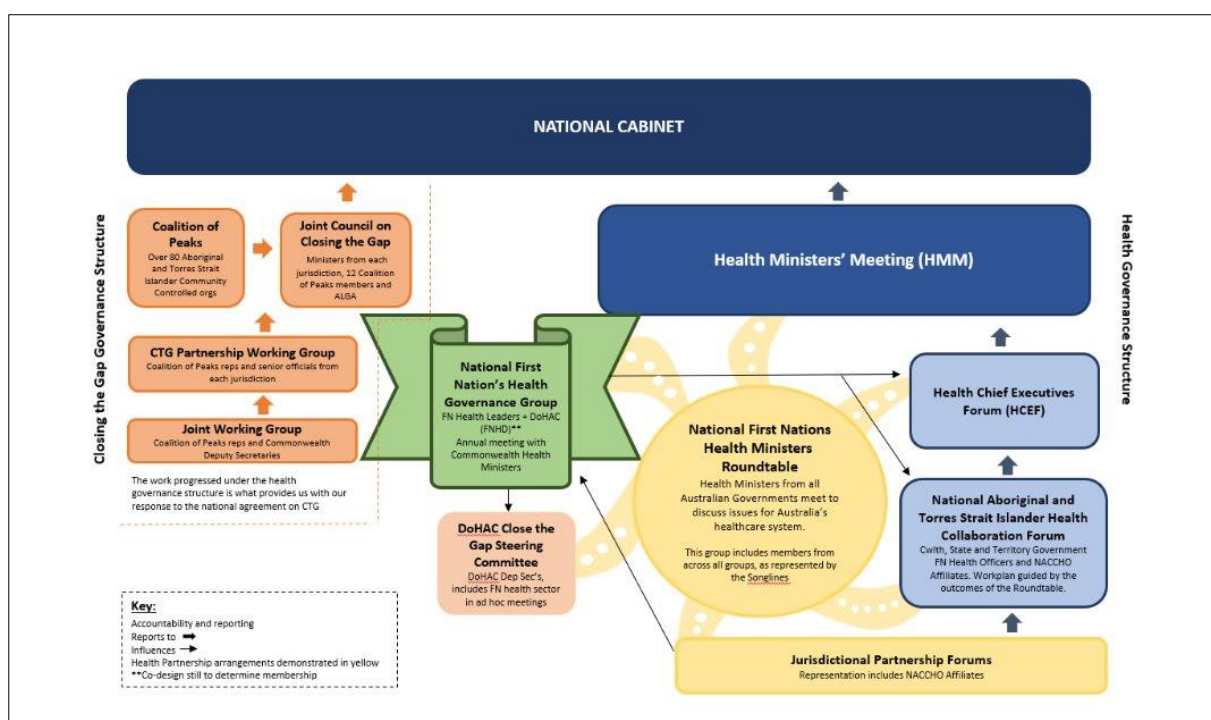 NATIONAL CABINET
Closing the Gap Governance Structure
Coalition of
Peaks
Over 80 Aboriginal
and Torres Strait
Islander Community
Controlled orgs
Joint Council on
Closing the Gap
Ministers from each
jurisdiction, 12 Coalition
of Peaks members and
ALGA
CTG Partnership Working Group
Coalition of Peaks reps and senior officials from
each jurisdiction
Joint Working Group
Coalition of Peaks reps and Commonwealth
Deputy Secretaries
The work progressed under the health
governance structure is what provides us with our
response to the national agreement on CTG
National First
Nation's Health
Governance Group
FN Health Leaders + DoHAC
(FNHD)**
Annual meeting with
Commonwealth Health
Ministers
DoHAC Close the
Gap Steering
Committee
DoHAC Dep Sec's,
includes FN health sector
in ad hoc meetings
Health Ministers' Meeting (HMM)
Health Governance Structure
National First Nations
Health Ministers
Roundtable
Health Ministers from all
Australian Governments meet to
discuss issues for Australia's
healthcare system.
This group includes members from
across all groups, as represented by
the Songlines
Health Chief Executives
Forum (HCEF)
National Aboriginal and
Torres Strait Islander Health
Collaboration Forum
Cwlth, State and Territory Government
FN Health Officers and NACCHO
Affiliates. Workplan guided by the
outcomes of the Roundtable.
Jurisdictional Partnership Forums
Representation includes NACCHO Affiliates
Key:
Accountability and reporting
Reports to
Influences
Health Partnership arrangements demonstrated in yellow
**Co-design still to determine membership